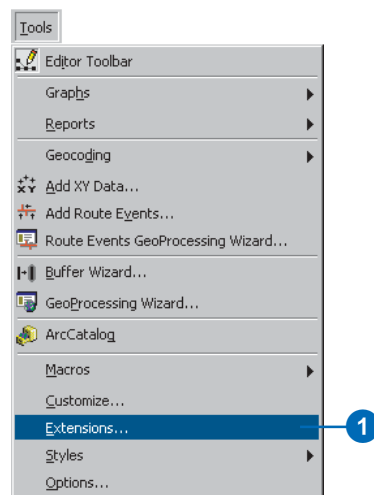 Tools
Editor Toolbar
Graphs
Reports
Geocoding
Add XY Data...
Add Route Events...
Route Events GeoProcessing Wizard...
Buffer Wizard...
GeoProcessing Wizard...
ArcCatalog
Macros
Customize...
Extensions... 1
Styles
Options...